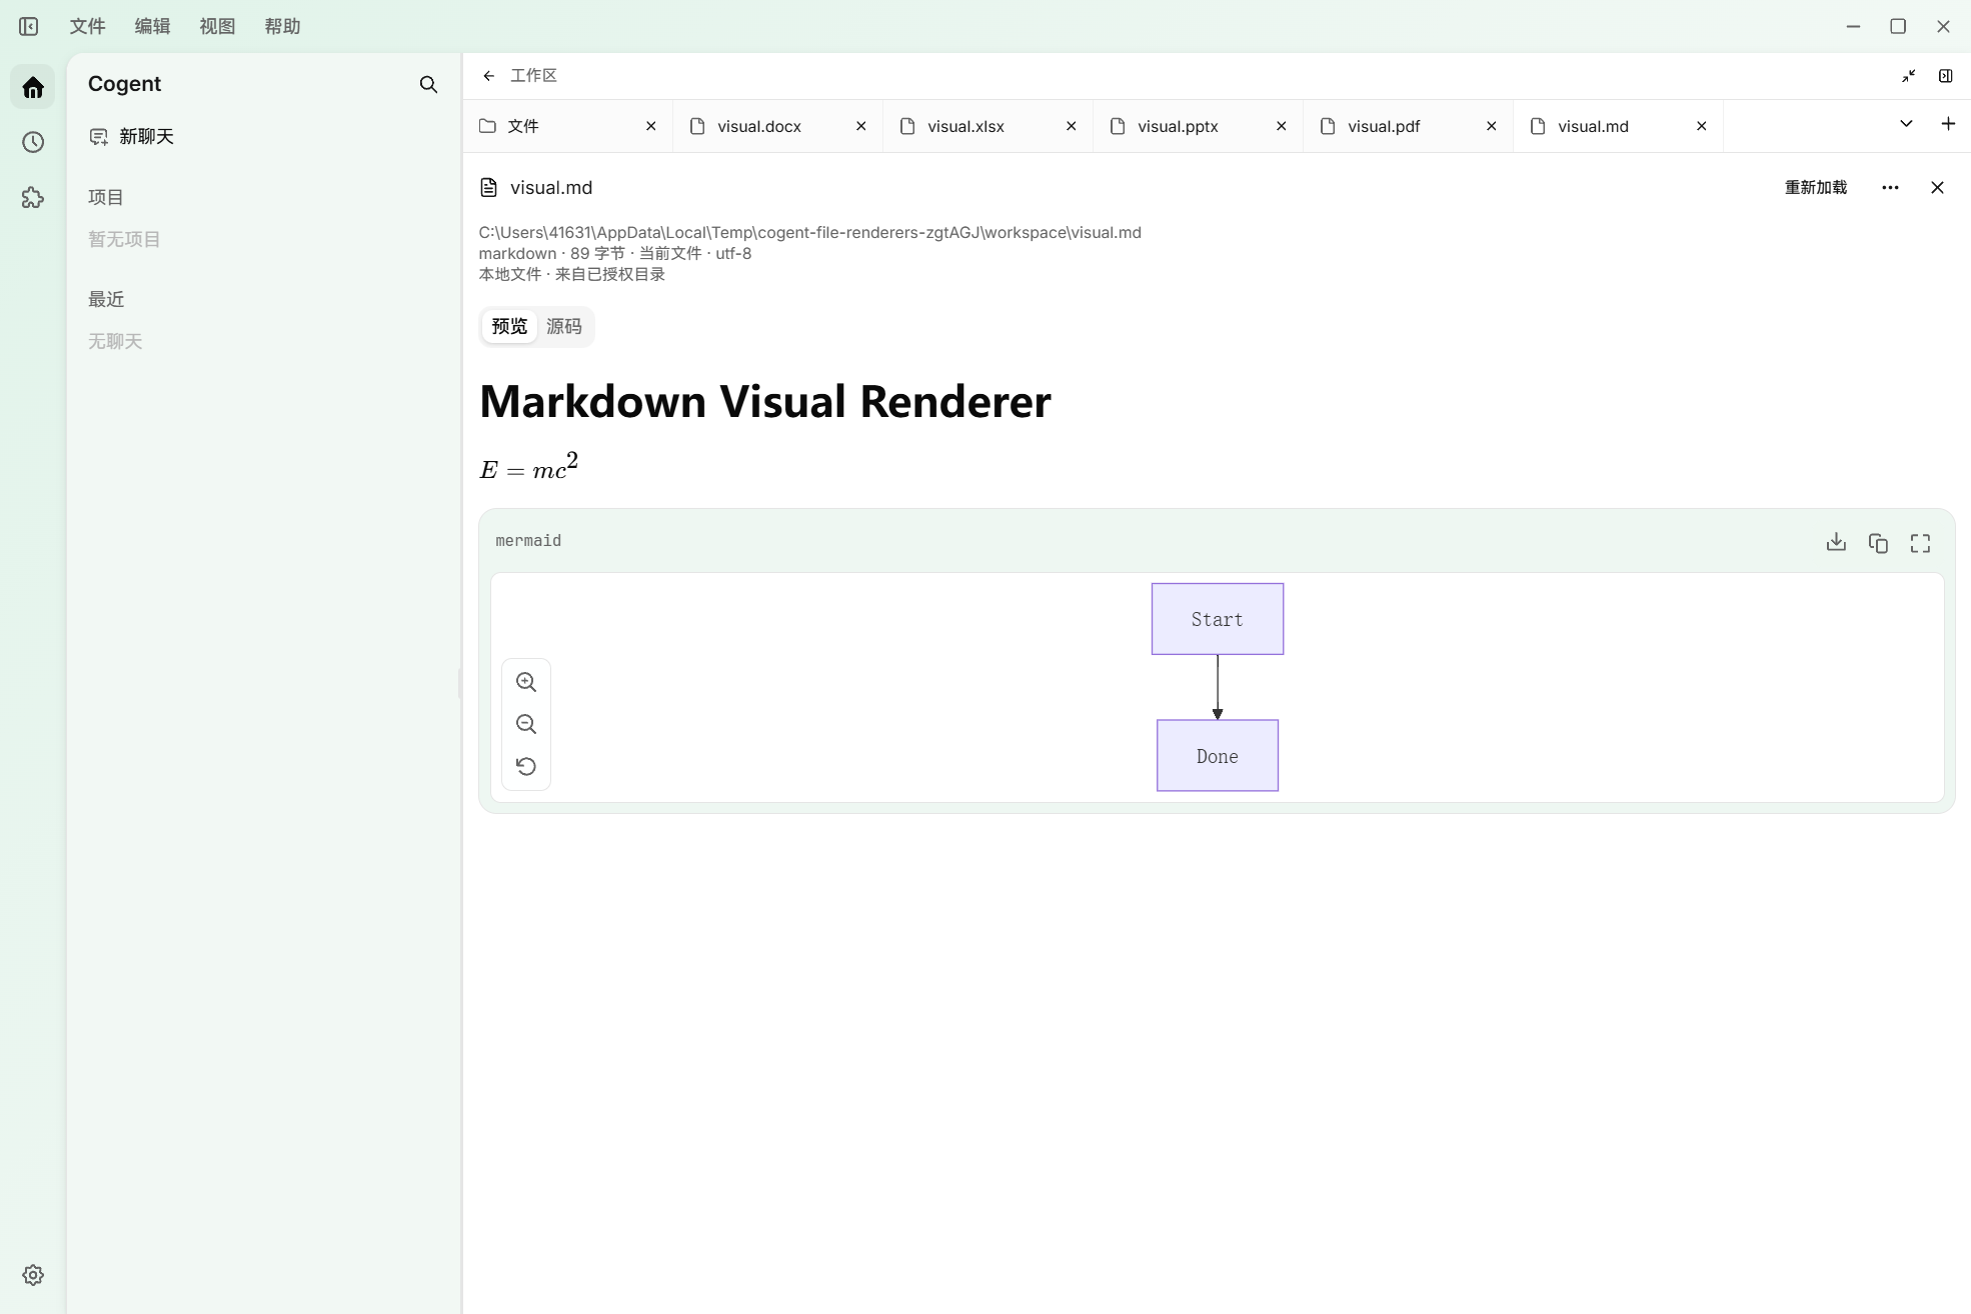 文件 编辑 视图 帮助
Cogent
新聊天
项目
暂无项目
最近
无聊天
工作区
文件 visual.docx visual.xlsx visual.pptx visual.pdf visual.md
visual.md
重新加载
C:\Users\41631\AppData\Local\Temp\cogent-file-renderers-zgtAGJ\workspace\visual.md
markdown · 89 字节 · 当前文件 · utf-8
本地文件 · 来自已授权目录
预览 源码
Markdown Visual Renderer
E = mc²
mermaid
Start
Done